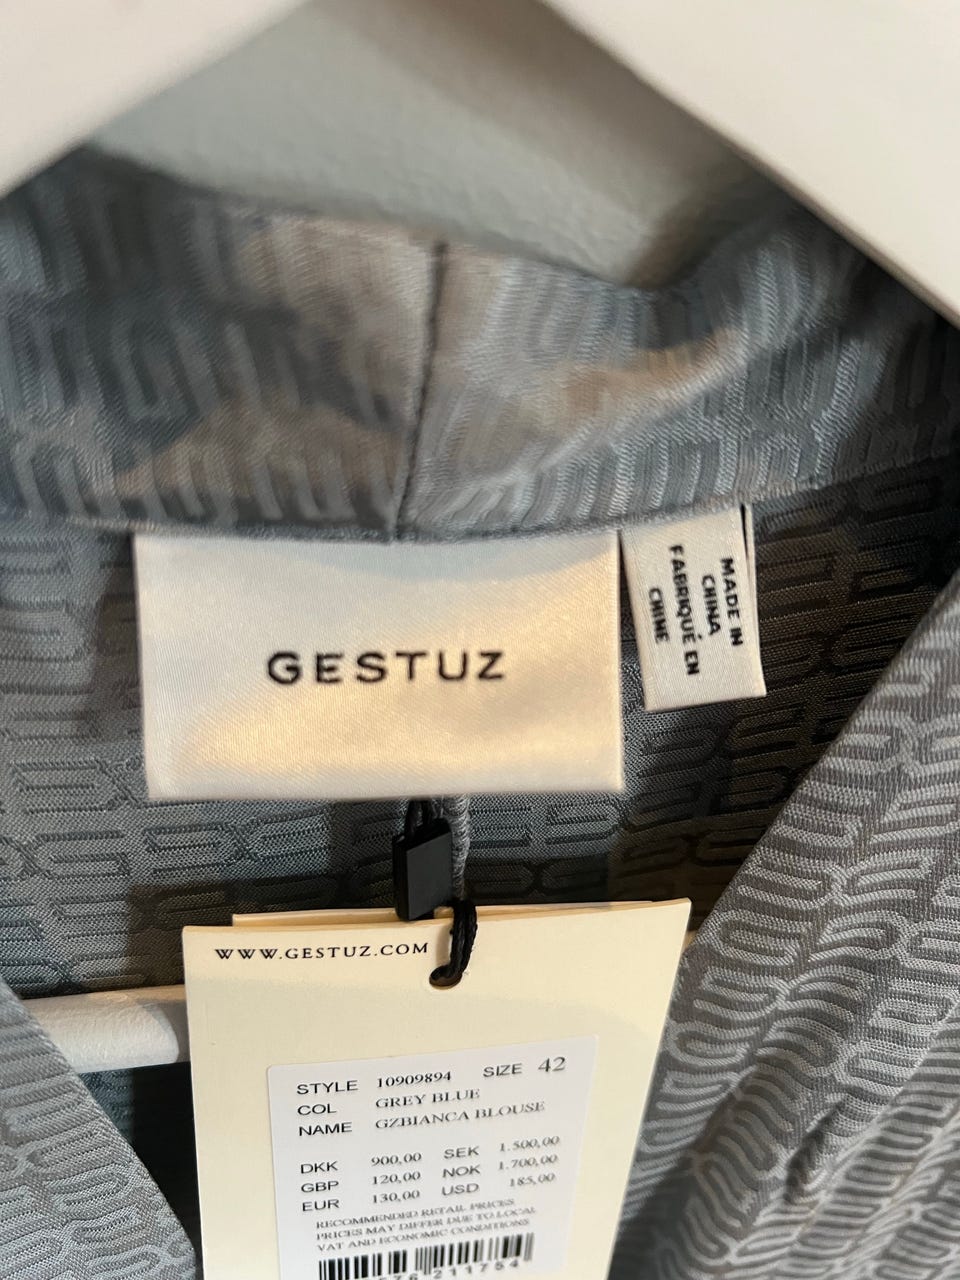 GESTUZ
MADE IN
CHINA
FABRIQUÉ EN
CHINE
WWW.GESTUZ.COM
STYLE 10909894 SIZE 42
COL GREY BLUE
NAME GZBIANCA BLOUSE
DKK 900,00 SEK 1.500,00
GBP 120,00 NOK 1.700,00
EUR 130,00 USD 185,00
RECOMMENDED RETAIL PRICES
PRICES MAY DIFFER DUE TO LOCAL
VAT AND ECONOMIC CONDITIONS
211754